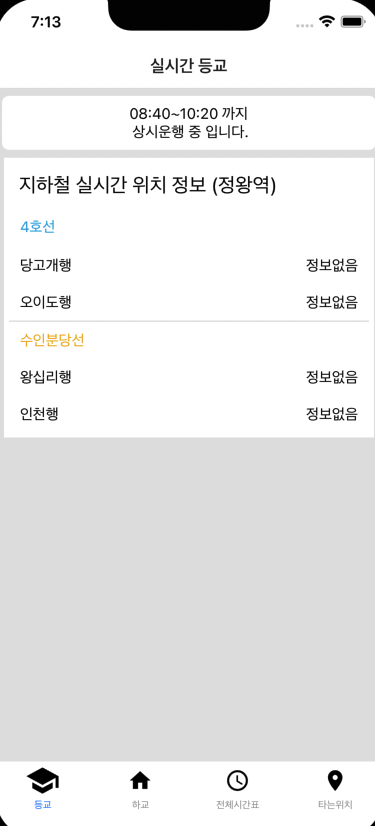 7:13
실시간 등교
08:40~10:20 까지
상시운행 중 입니다.
지하철 실시간 위치 정보 (정왕역)
4호선
당고개행 정보없음
오이도행 정보없음
수인분당선
왕십리행 정보없음
인천행 정보없음
등교 하교 전체시간표 타는위치